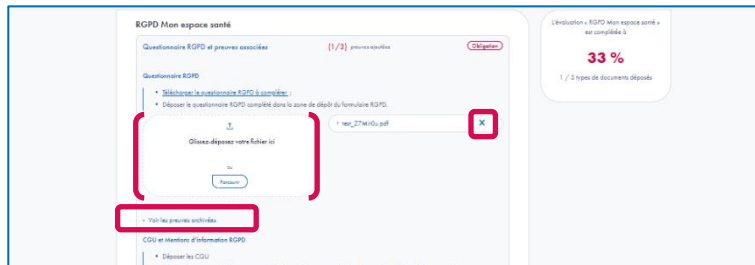 RGPD Mon espace santé
Questionnaire RGPD et preuves associées (1/3) preuves ajoutées Obligation
Questionnaire RGPD
• Télécharger le questionnaire RGPD à compléter ;
• Déposer le questionnaire RGPD complété dans la zone de dépôt du formulaire RGPD.
Glissez-déposez votre fichier ici
ou
Parcourir
X
› Voir les preuves archivées
CGU et Mentions d'information RGPD
• Déposer les CGU
L'évaluation « RGPD Mon espace santé »
est complétée à
33 %
1 / 3 types de documents déposés